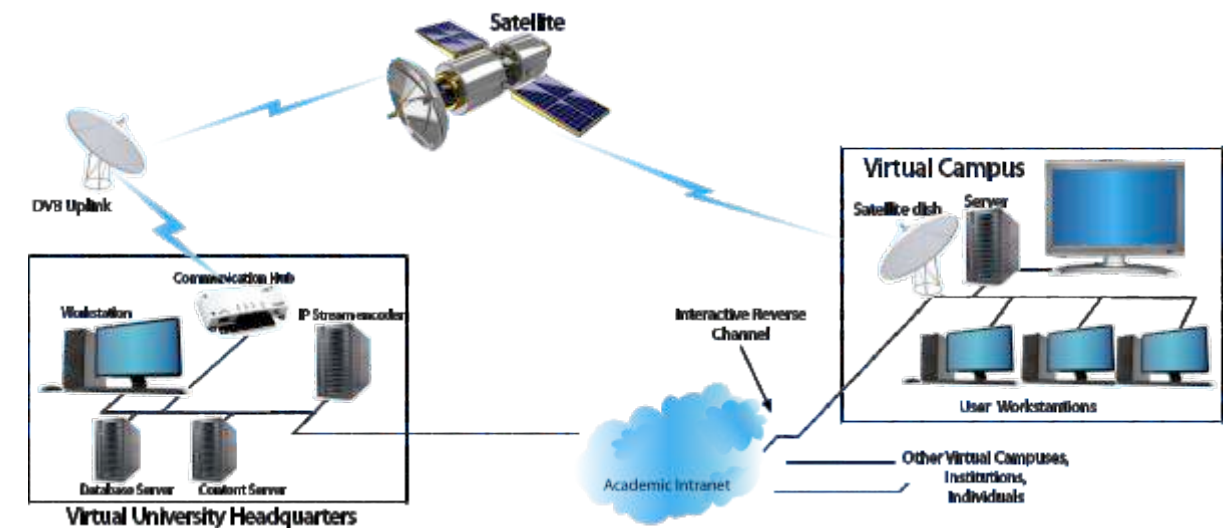 Satellite
DVB Uplink
Communication Hub
Workstation
IP Stream-encoder
Database Server
Content Server
Virtual University Headquarters
Interactive Reverse
Channel
Academic Intranet
Virtual Campus
Satellite dish
Server
User Workstantions
Other Virtual Campuses,
Institutions,
Individuals